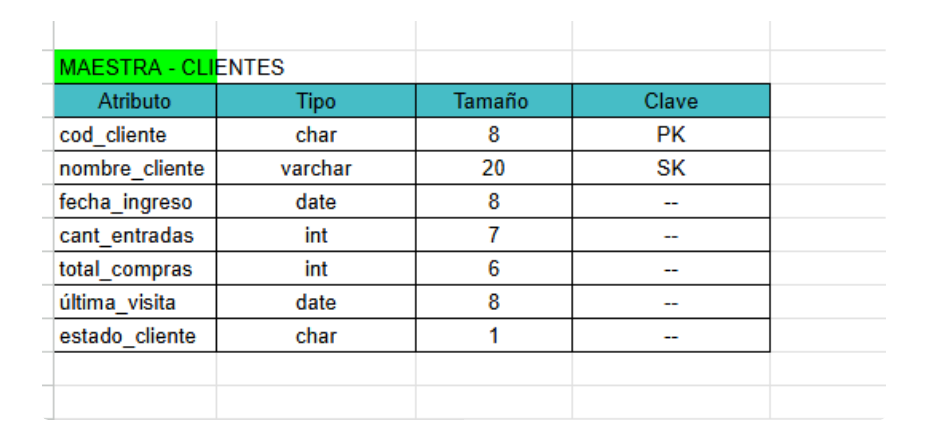 MAESTRA - CLIENTES
Atributo Tipo Tamaño Clave
cod_cliente char 8 PK
nombre_cliente varchar 20 SK
fecha_ingreso date 8 --
cant_entradas int 7 --
total_compras int 6 --
última_visita date 8 --
estado_cliente char 1 --